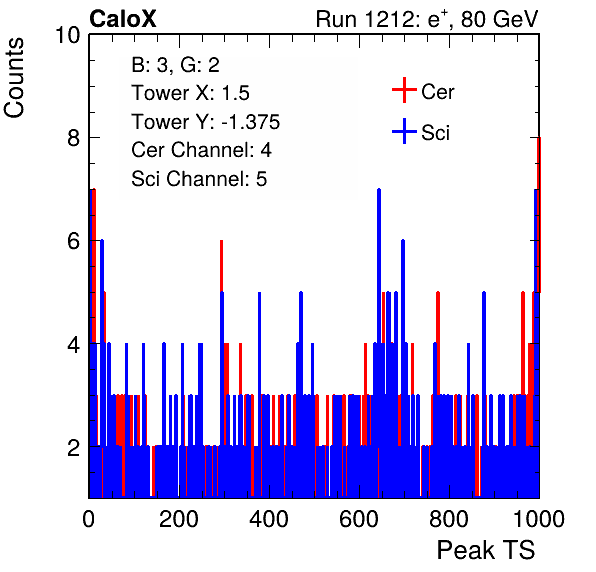 CaloX Run 1212: e⁺, 80 GeV
Counts
10
B: 3, G: 2
Tower X: 1.5
Tower Y: -1.375
Cer Channel: 4
Sci Channel: 5
Cer
Sci
8
6
4
2
0 200 400 600 800 1000
Peak TS